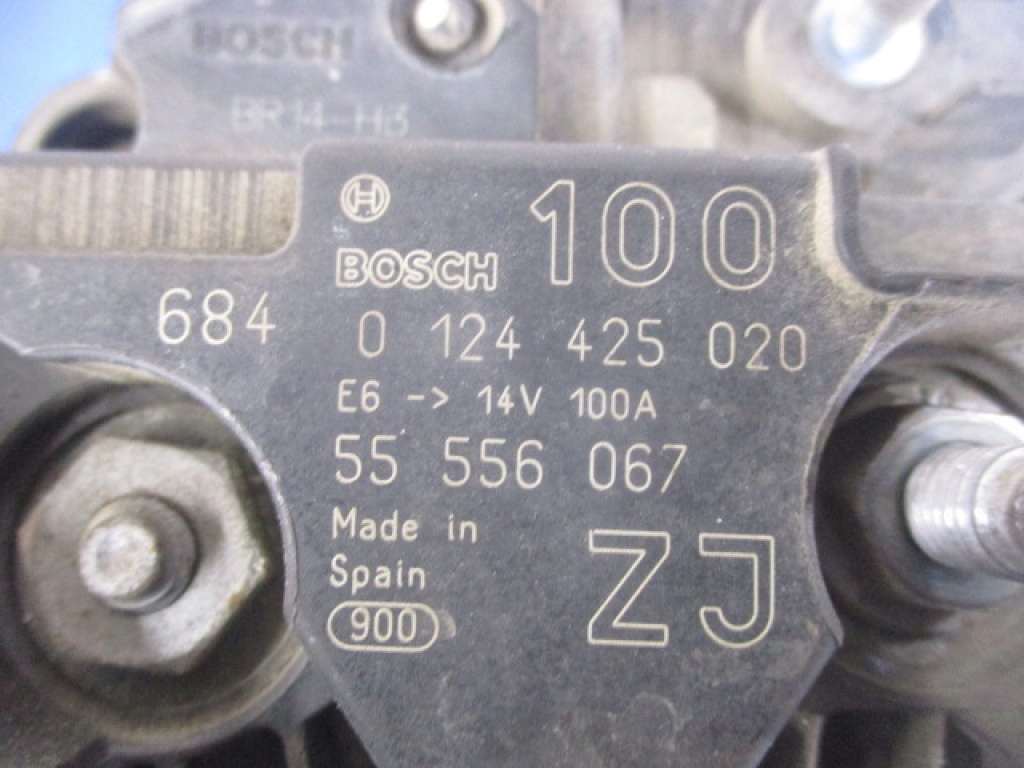 BOSCH
BR14-H3
H
BOSCH 100
684 0 124 425 020
E6 -> 14V 100A
55 556 067
Made in
Spain
900 ZJ